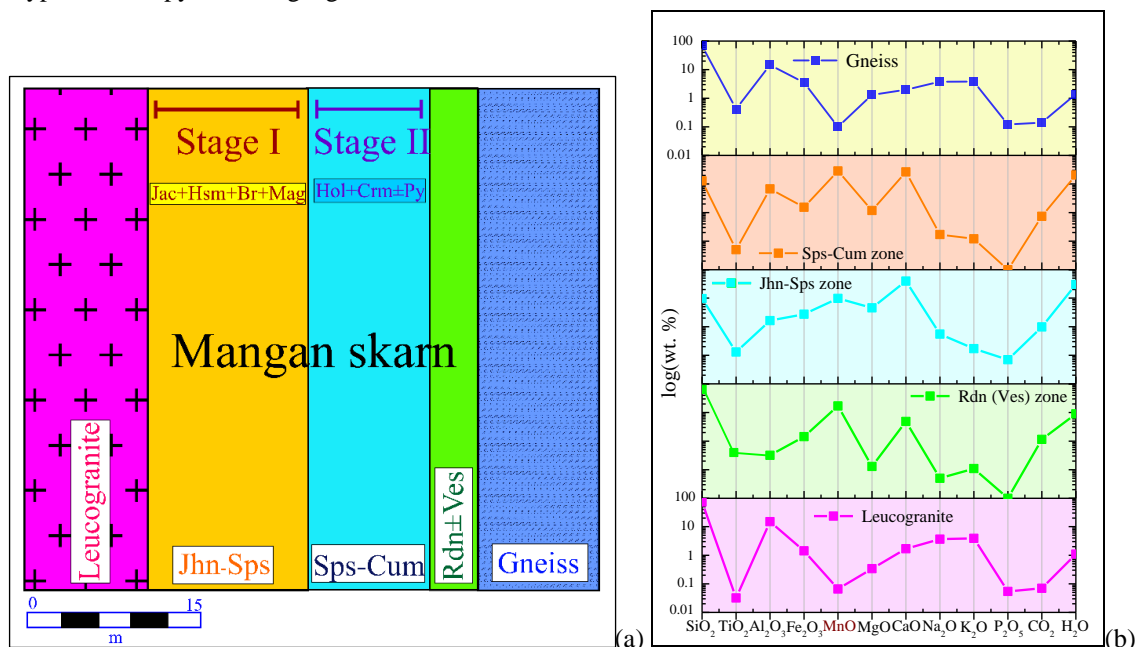 Stage I
Stage II
Jac+Hsm+Br+Mag
Hol+Crm±Py
Mangan skarn
Leucogranite
Jhn-Sps
Sps-Cum
Rdn±Ves
Gneiss
0
15
m
(a)
100
10
1
0.1
0.01
log(wt. %)
Gneiss
Sps-Cum zone
Jhn-Sps zone
Rdn (Ves) zone
100
10
1
0.1
0.01
Leucogranite
SiO₂ TiO₂ Al₂O₃ Fe₂O₃ MnO MgO CaO Na₂O K₂O P₂O₅ CO₂ H₂O
(b)